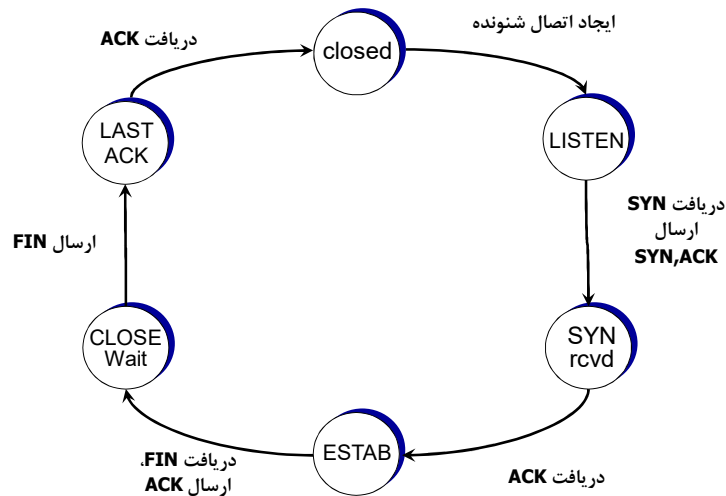 closed
ایجاد اتصال شنونده
LISTEN
دریافت SYN
ارسال
SYN,ACK
SYN
rcvd
دریافت ACK
ESTAB
دریافت FIN،
ارسال ACK
CLOSE
Wait
ارسال FIN
LAST
ACK
دریافت ACK